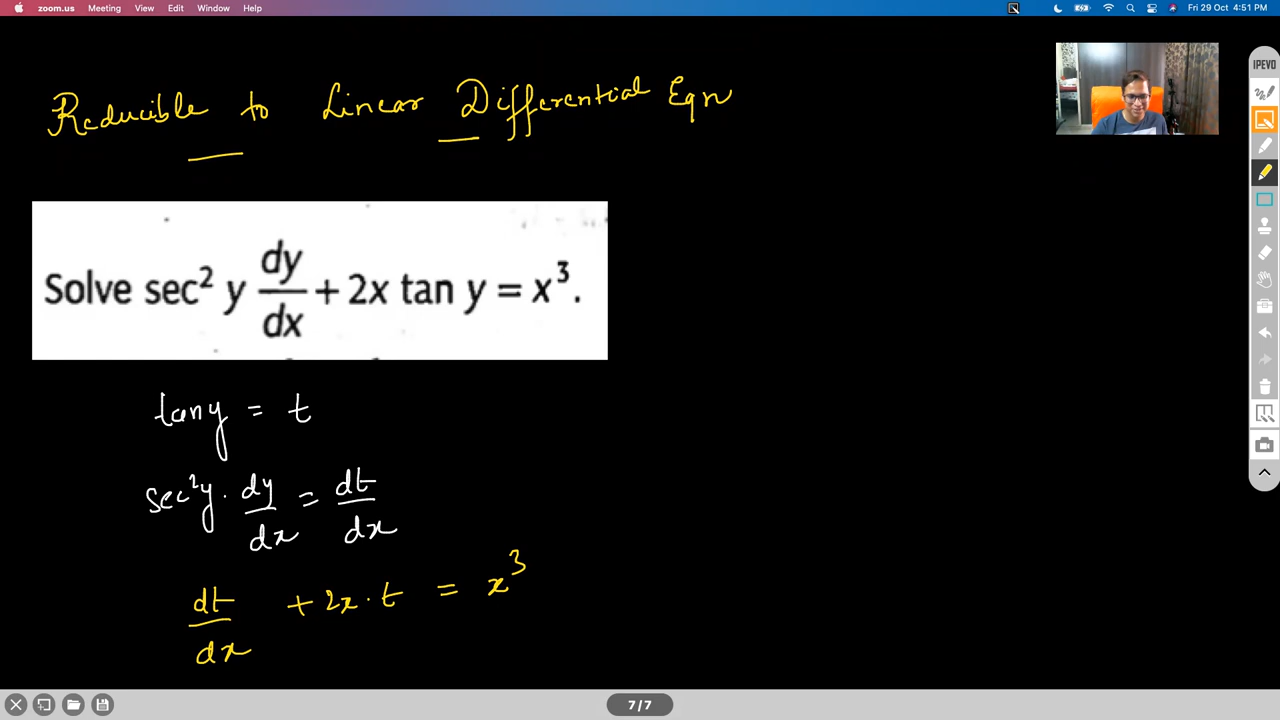 zoom.us Meeting View Edit Window Help Fri 29 Oct 4:51 PM
IPEVO
Reducible to Linear Differential Eqn
Solve sec² y dy/dx + 2x tan y = x³.
tany = t
sec²y · dy/dx = dt/dx
dt/dx + 2x · t = x³
7/7